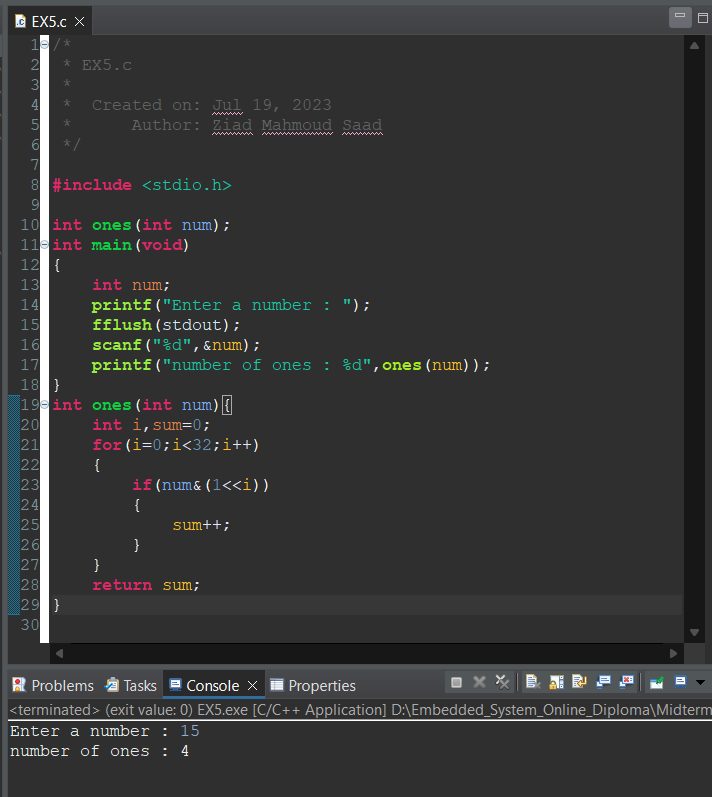 EX5.c
1 /*
2  * EX5.c
3  *
4  *  Created on: Jul 19, 2023
5  *      Author: Ziad Mahmoud Saad
6  */
7
8 #include <stdio.h>
9
10 int ones(int num);
11 int main(void)
12 {
13     int num;
14     printf("Enter a number : ");
15     fflush(stdout);
16     scanf("%d",&num);
17     printf("number of ones : %d",ones(num));
18 }
19 int ones(int num){
20     int i,sum=0;
21     for(i=0;i<32;i++)
22     {
23         if(num&(1<<i))
24         {
25             sum++;
26         }
27     }
28     return sum;
29 }
30
Problems Tasks Console Properties
<terminated> (exit value: 0) EX5.exe [C/C++ Application] D:\Embedded_System_Online_Diploma\Midterm
Enter a number : 15
number of ones : 4